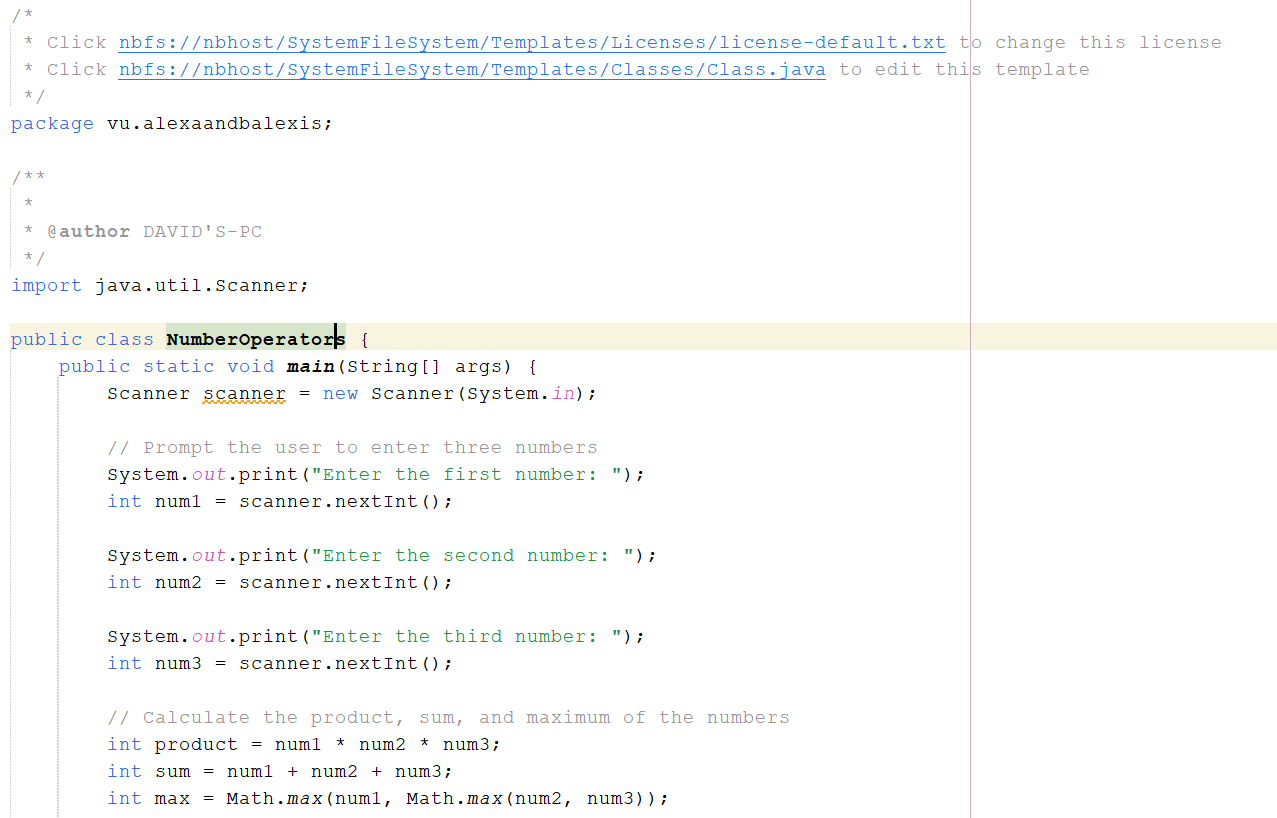 /*
 * Click nbfs://nbhost/SystemFileSystem/Templates/Licenses/license-default.txt to change this license
 * Click nbfs://nbhost/SystemFileSystem/Templates/Classes/Class.java to edit this template
 */
package vu.alexaandbalexis;

/**
 *
 * @author DAVID'S-PC
 */
import java.util.Scanner;

public class NumberOperators {
    public static void main(String[] args) {
        Scanner scanner = new Scanner(System.in);

        // Prompt the user to enter three numbers
        System.out.print("Enter the first number: ");
        int num1 = scanner.nextInt();

        System.out.print("Enter the second number: ");
        int num2 = scanner.nextInt();

        System.out.print("Enter the third number: ");
        int num3 = scanner.nextInt();

        // Calculate the product, sum, and maximum of the numbers
        int product = num1 * num2 * num3;
        int sum = num1 + num2 + num3;
        int max = Math.max(num1, Math.max(num2, num3));